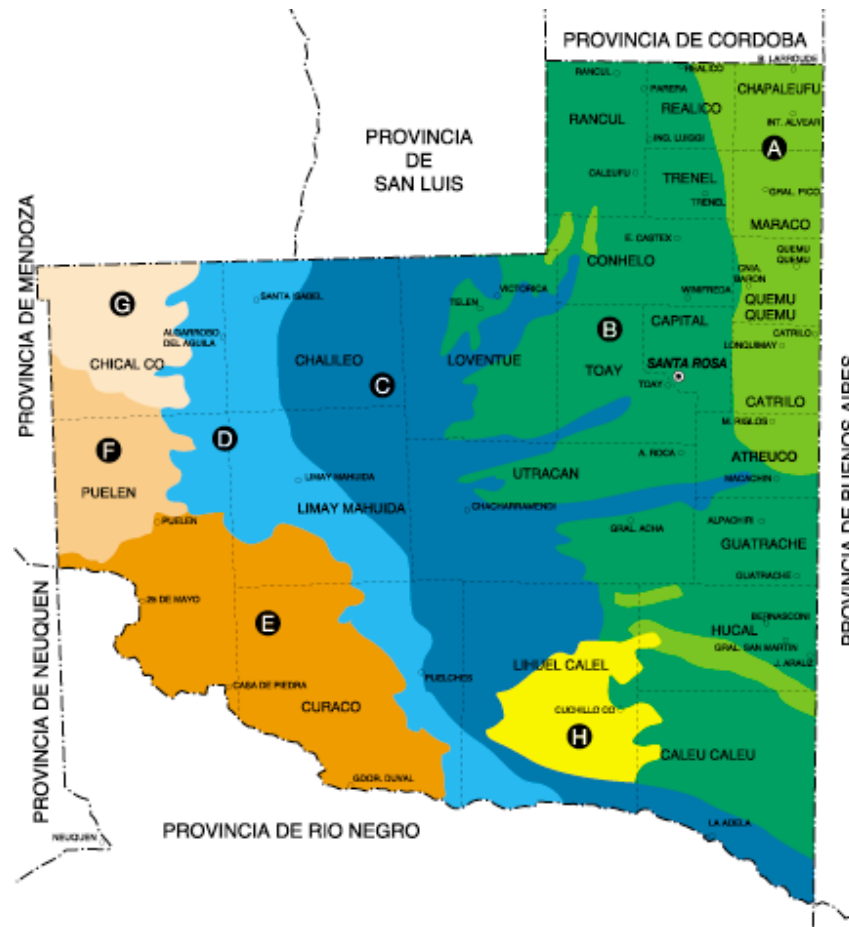 PROVINCIA DE CORDOBA
B. LARROUDE
RANCUL
REALICO
PARERA
CHAPALEUFU
REALICO
RANCUL
INT. ALVEAR
PROVINCIA
DE
SAN LUIS
ING. LUIGGI
A
CALEUFU
TRENEL
TRENEL
GRAL. PICO
MARACO
PROVINCIA DE MENDOZA
E. CASTEX
CONHELO
QUEMU
QUEMU
CNIA.
BARON
WINIFREDA
QUEMU
QUEMU
VICTORICA
TELEN
SANTA ISABEL
G
ALGARROBO
DEL AGUILA
CHICAL CO
CHALILEO
LOVENTUE
B
CAPITAL
CATRILO
LONQUIMAY
TOAY
SANTA ROSA
TOAY
C
CATRILO
M. RIGLOS
PROVINCIA DE BUENOS AIRES
F
D
PUELEN
LIMAY MAHUIDA
LIMAY MAHUIDA
UTRACAN
A. ROCA
ATREUCO
MACACHIN
CHACHARRAMENDI
PUELEN
GRAL. ACHA
ALPACHIRI
GUATRACHE
GUATRACHE
PROVINCIA DE NEUQUEN
26 DE MAYO
E
BERNASCONI
HUCAL
GRAL. SAN MARTIN
J. ARAUZ
LIHUEL CALEL
PUELCHES
CASA DE PIEDRA
CURACO
CUCHILLO CO
H
CALEU CALEU
GDOR. DUVAL
LA ADELA
PROVINCIA DE RIO NEGRO
NEUQUEN